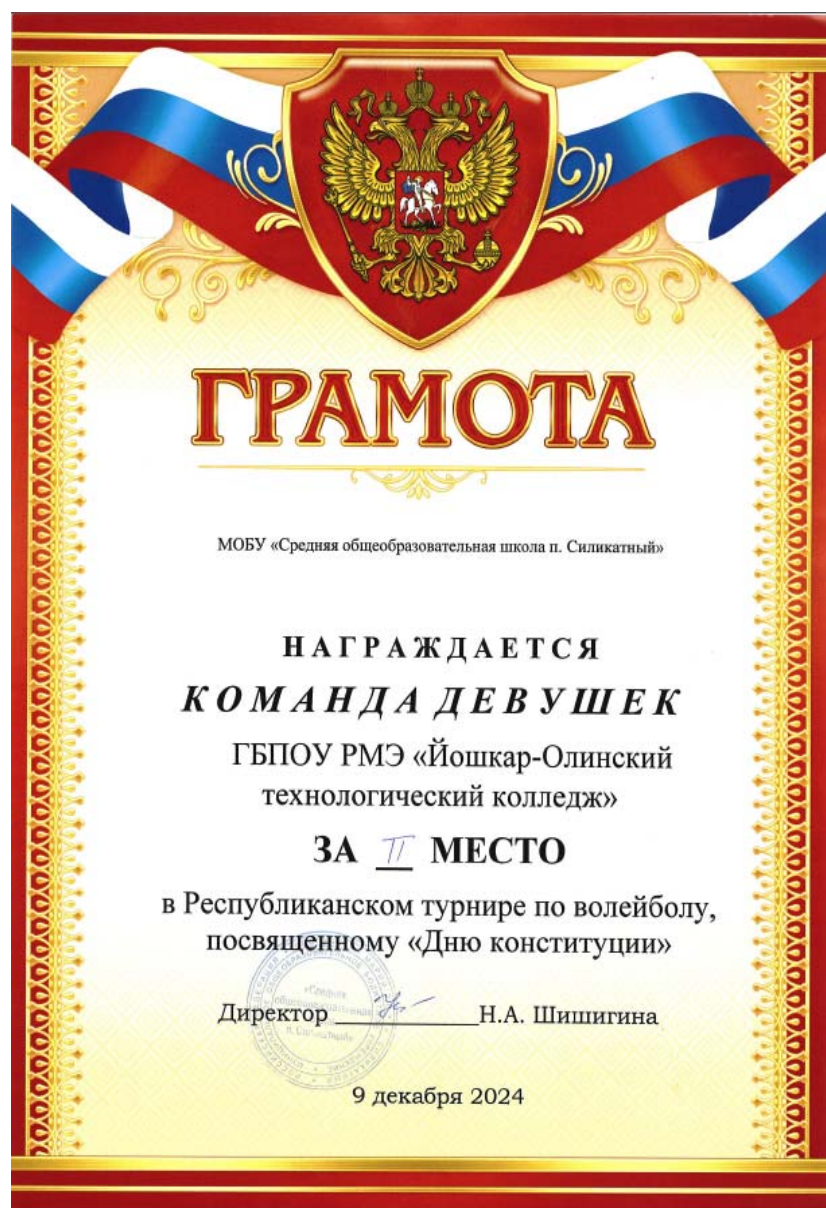 ГРАМОТА
МОБУ «Средняя общеобразовательная школа п. Силикатный»
НАГРАЖДАЕТСЯ
КОМАНДА ДЕВУШЕК
ГБПОУ РМЭ «Йошкар-Олинский
технологический колледж»
ЗА II МЕСТО
в Республиканском турнире по волейболу,
посвященному «Дню конституции»
Директор ____________ Н.А. Шишигина
9 декабря 2024